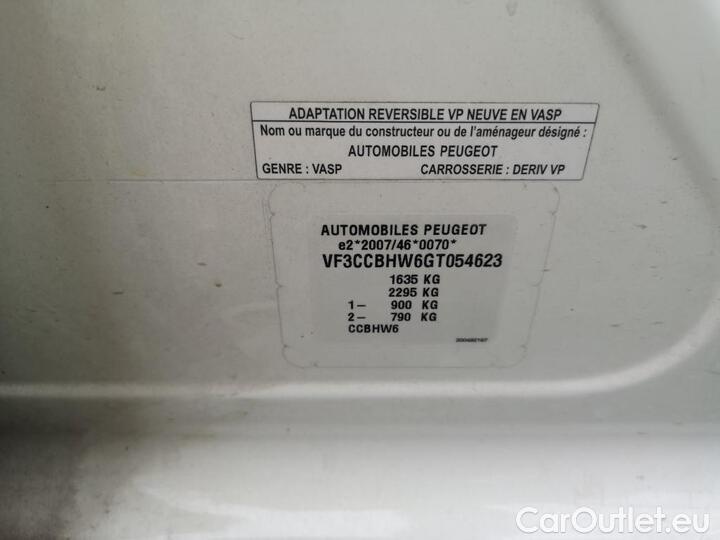 ADAPTATION REVERSIBLE VP NEUVE EN VASP
Nom ou marque du constructeur ou de l'aménageur désigné :
AUTOMOBILES PEUGEOT
GENRE : VASP CARROSSERIE : DERIV VP
AUTOMOBILES PEUGEOT
e2*2007/46*0070*
VF3CCBHW6GT054623
1635 KG
2295 KG
1- 900 KG
2- 790 KG
CCBHW6
CarOutlet.eu